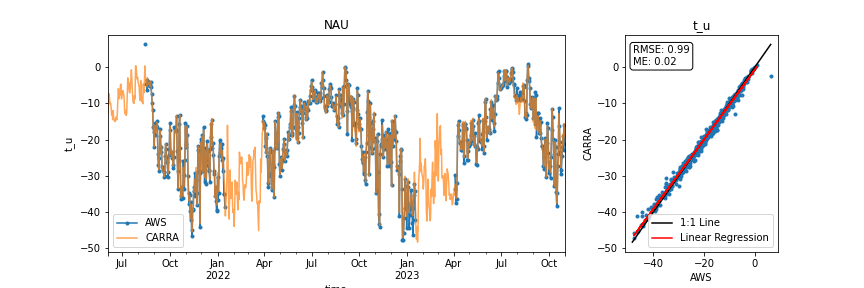 NAU
t_u
0
−10
−20
−30
−40
−50
t_u
AWS
CARRA
Jul
Oct
Jan
2022
Apr
Jul
Oct
Jan
2023
Apr
Jul
Oct
time
t_u
RMSE: 0.99
ME: 0.02
0
−10
−20
−30
−40
−50
CARRA
1:1 Line
Linear Regression
−40
−20
0
AWS